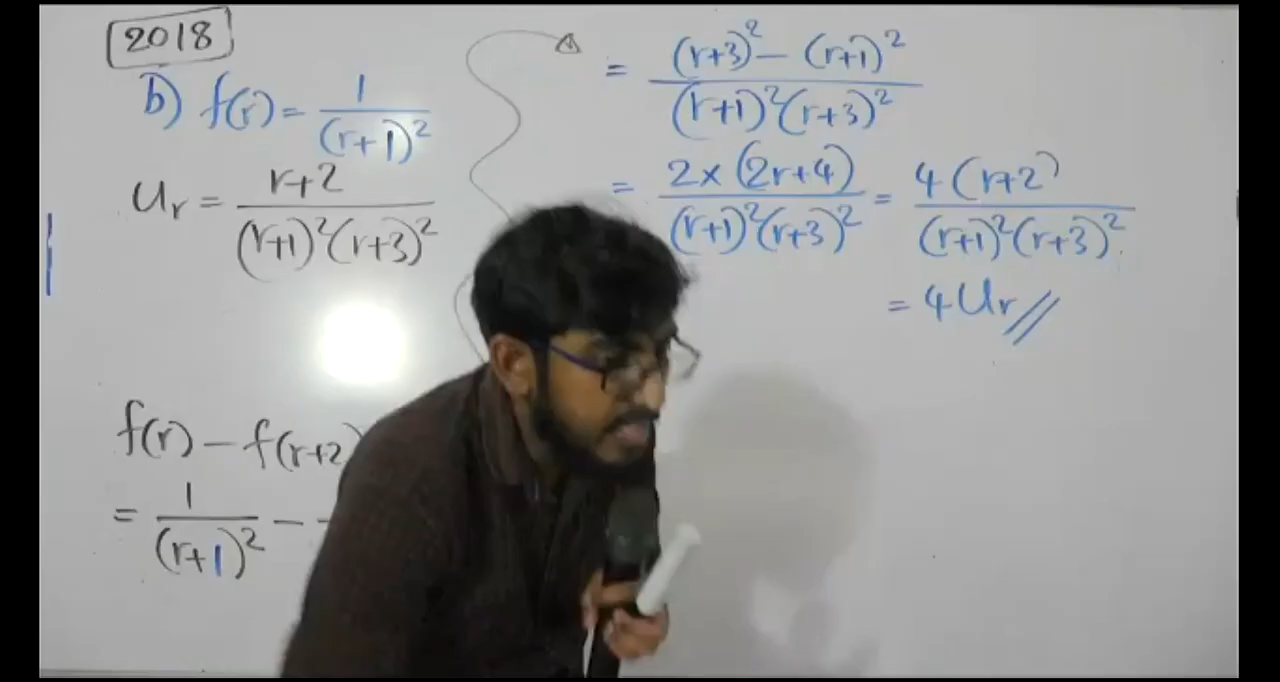 2018
b) f(r) = 1/(r+1)²
Ur = r+2/(r+1)²(r+3)²
f(r) – f(r+2)
= 1/(r+1)² –
= (r+3)² – (r+1)²/(r+1)²(r+3)²
= 2 × (2r+4)/(r+1)²(r+3)² = 4(r+2)/(r+1)²(r+3)²
= 4Ur//